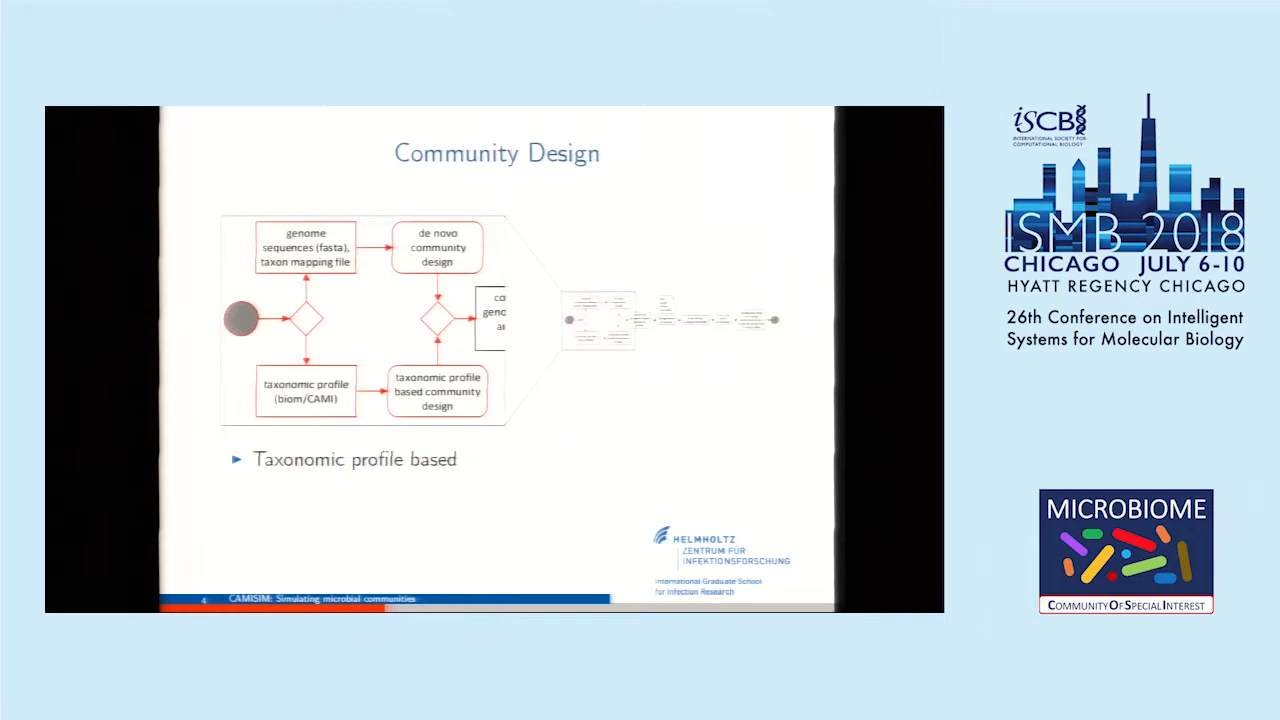 Community Design
genome
sequences (fasta),
taxon mapping file
de novo
community
design
co
geno
a
taxonomic profile
(biom/CAMI)
taxonomic profile
based community
design
► Taxonomic profile based
HELMHOLTZ
ZENTRUM FÜR
INFEKTIONSFORSCHUNG
International Graduate School
for Infection Research
4 CAMISIM: Simulating microbial communities
ISCB
INTERNATIONAL SOCIETY FOR
COMPUTATIONAL BIOLOGY
ISMB 2018
CHICAGO JULY 6-10
HYATT REGENCY CHICAGO
26th Conference on Intelligent
Systems for Molecular Biology
MICROBIOME
COMMUNITY OF SPECIAL INTEREST